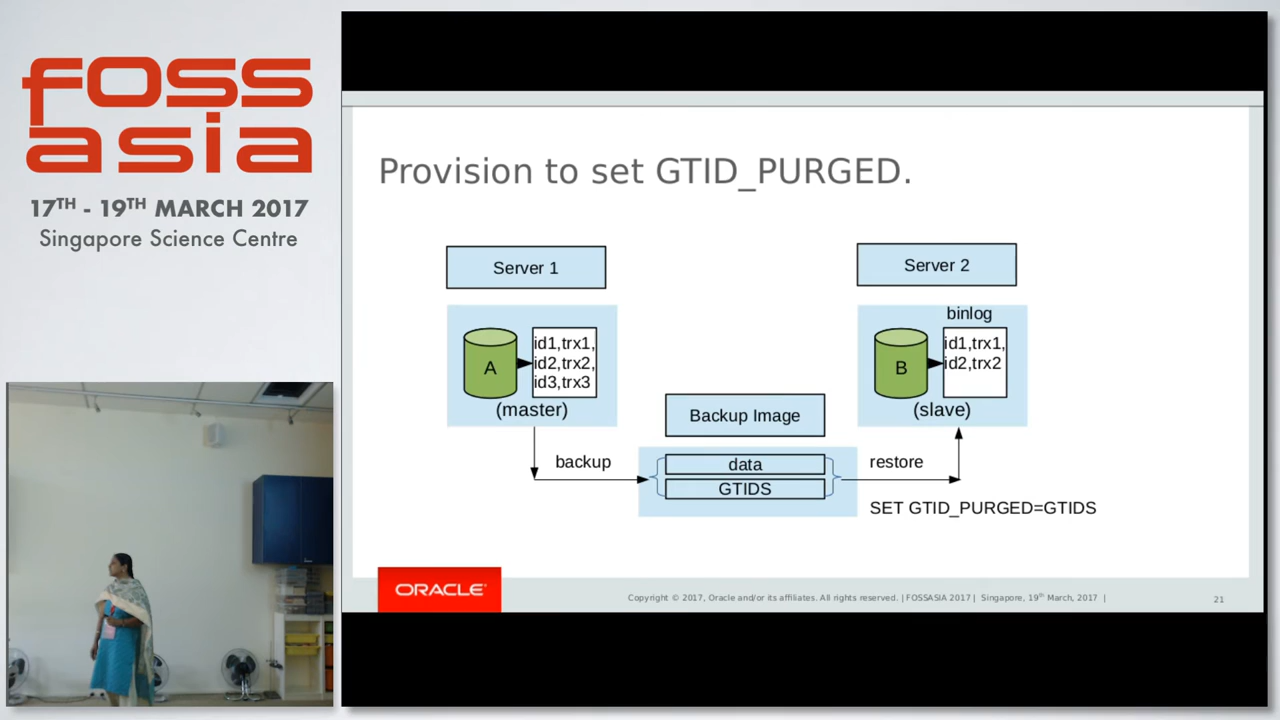 foss
asia
17TH - 19TH MARCH 2017
Singapore Science Centre
Provision to set GTID_PURGED.
Server 1
Server 2
binlog
A
id1,trx1,
id2,trx2,
id3,trx3
(master)
B
id1,trx1,
id2,trx2
(slave)
Backup Image
backup
data
GTIDS
restore
SET GTID_PURGED=GTIDS
ORACLE
Copyright © 2017, Oracle and/or its affiliates. All rights reserved. | FOSSASIA 2017 | Singapore, 19th March, 2017 |
21